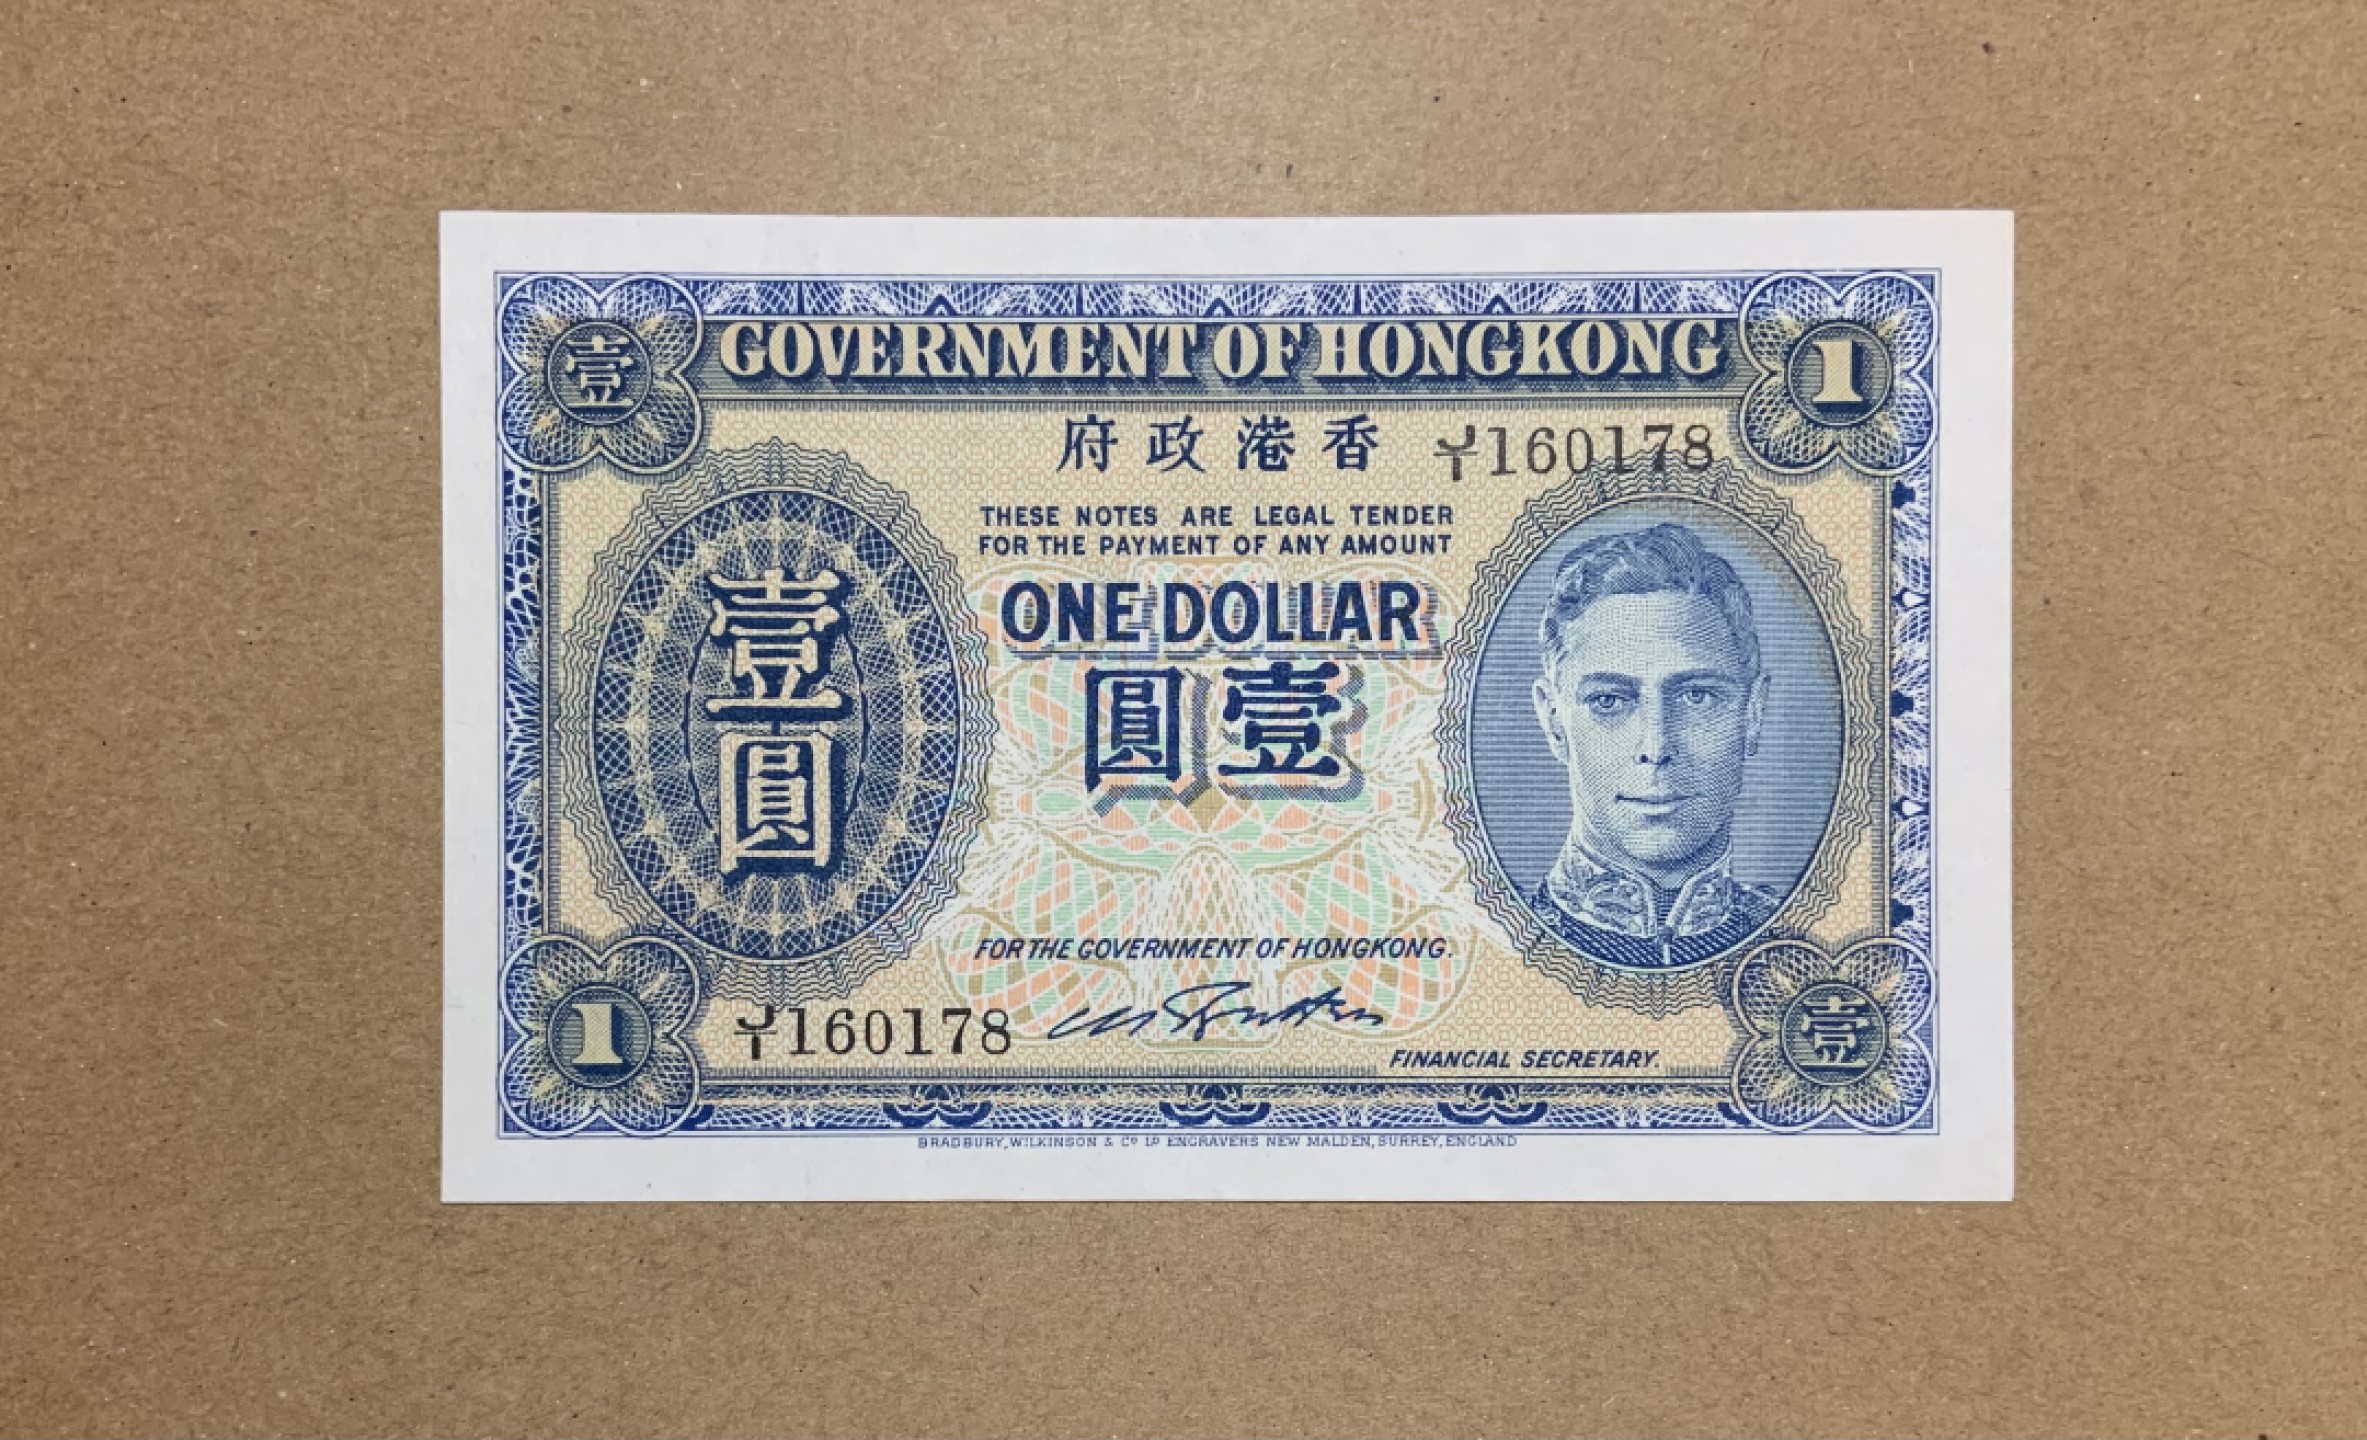 GOVERNMENT OF HONGKONG
壹
1
府政港香
J/1 160178
THESE NOTES ARE LEGAL TENDER
FOR THE PAYMENT OF ANY AMOUNT
ONE DOLLAR
圓壹
壹圓
FOR THE GOVERNMENT OF HONGKONG.
J/1 160178
FINANCIAL SECRETARY.
1
壹
BRADBURY, WILKINSON & Cº Lᴰ ENGRAVERS NEW MALDEN, SURREY, ENGLAND